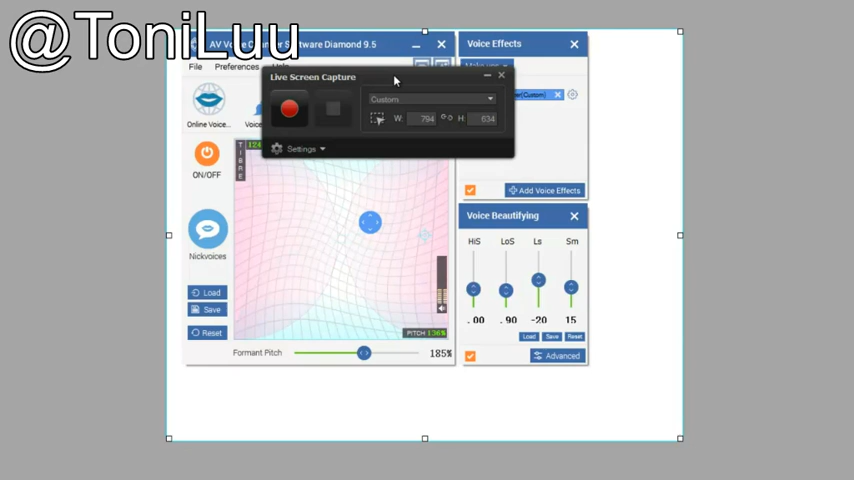 @ToniLuu
Software Diamond 9.5
File Preferences
Live Screen Capture
Custom
W: 794 H: 634
Settings
Online Voice...
ON/OFF
Nickvoices
Load
Save
Reset
TIBRE
PITCH 136%
Formant Pitch 185%
Voice Effects
(Custom)
Add Voice Effects
Voice Beautifying
HiS LoS Ls Sm
.00 .90 -20 15
Load Save Reset
Advanced